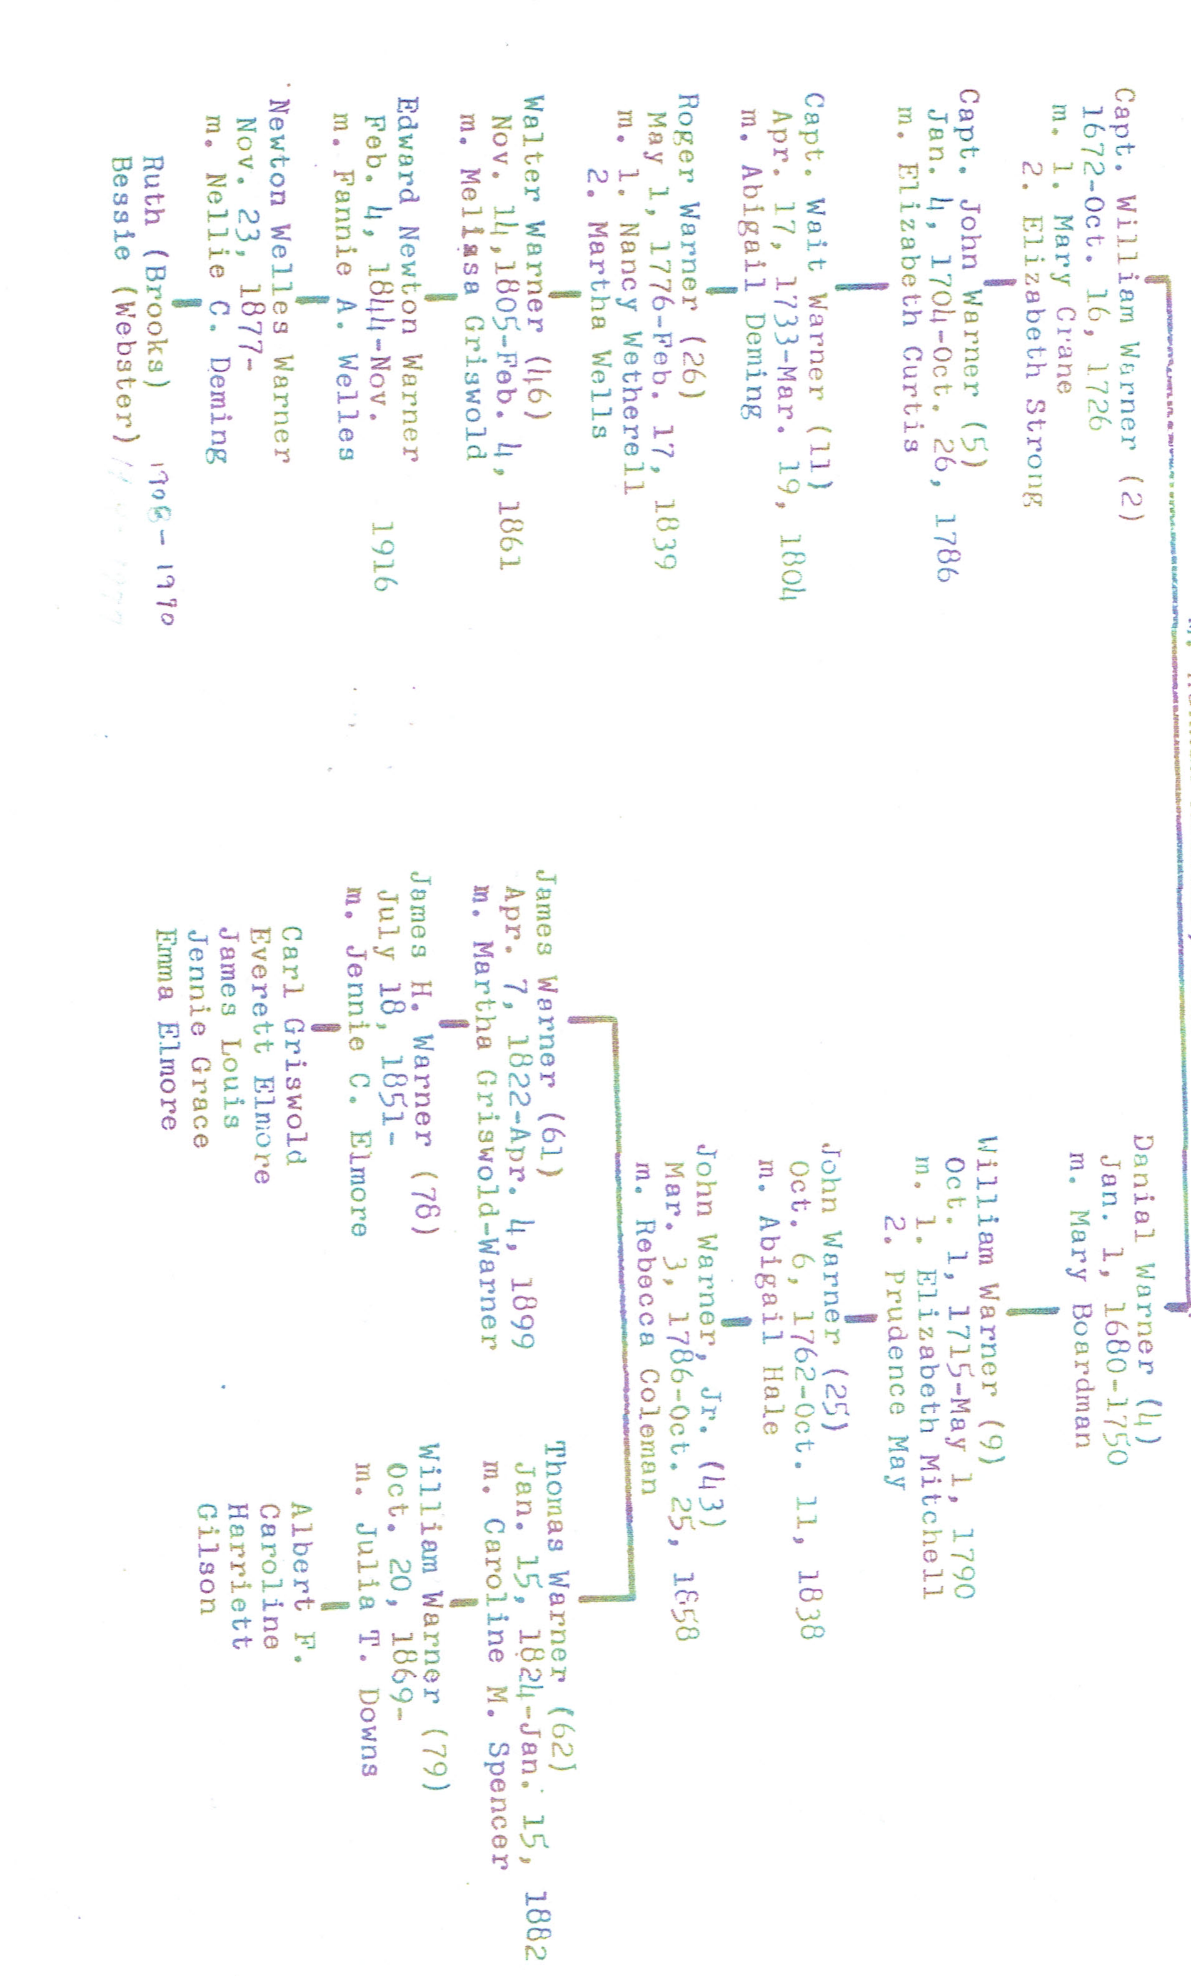 Capt. William Warner (2)
1672-Oct. 16, 1726
m. 1. Mary Crane
2. Elizabeth Strong
Capt. John Warner (5)
Jan. 4, 1704-Oct. 26, 1786
m. Elizabeth Curtis
Capt. Wait Warner (11)
Apr. 17, 1733-Mar. 19, 1804
m. Abigail Deming
Roger Warner (26)
May 1, 1776-Feb. 17, 1839
m. 1. Nancy Wetherell
2. Martha Wells
Walter Warner (46)
Nov. 14,1805-Feb. 4, 1861
m. Melissa Griswold
Edward Newton Warner
Feb. 4, 1844-Nov. 1916
m. Fannie A. Welles
Newton Welles Warner
Nov. 23, 1877-
m. Nellie C. Deming
Ruth (Brooks) 1908-1970
Bessie (Webster)
Danial Warner (4)
Jan. 1, 1680-1750
m. Mary Boardman
William Warner (9)
Oct. 1, 1715-May 1, 1790
m. 1. Elizabeth Mitchell
2. Prudence May
John Warner (25)
Oct. 6, 1762-Oct. 11, 1838
m. Abigail Hale
John Warner, Jr. (43)
Mar. 3, 1786-Oct. 25, 1858
m. Rebecca Coleman
James Warner (61)
Apr. 7, 1822-Apr. 4, 1899
m. Martha Griswold-Warner
James H. Warner (78)
July 18, 1851-
m. Jennie C. Elmore
Carl Griswold
Everett Elmore
James Louis
Jennie Grace
Emma Elmore
Thomas Warner (62)
Jan. 15, 1824-Jan. 15, 1882
m. Caroline M. Spencer
William Warner (79)
Oct. 20, 1869-
m. Julia T. Downs
Albert F.
Caroline
Harriett
Gilson